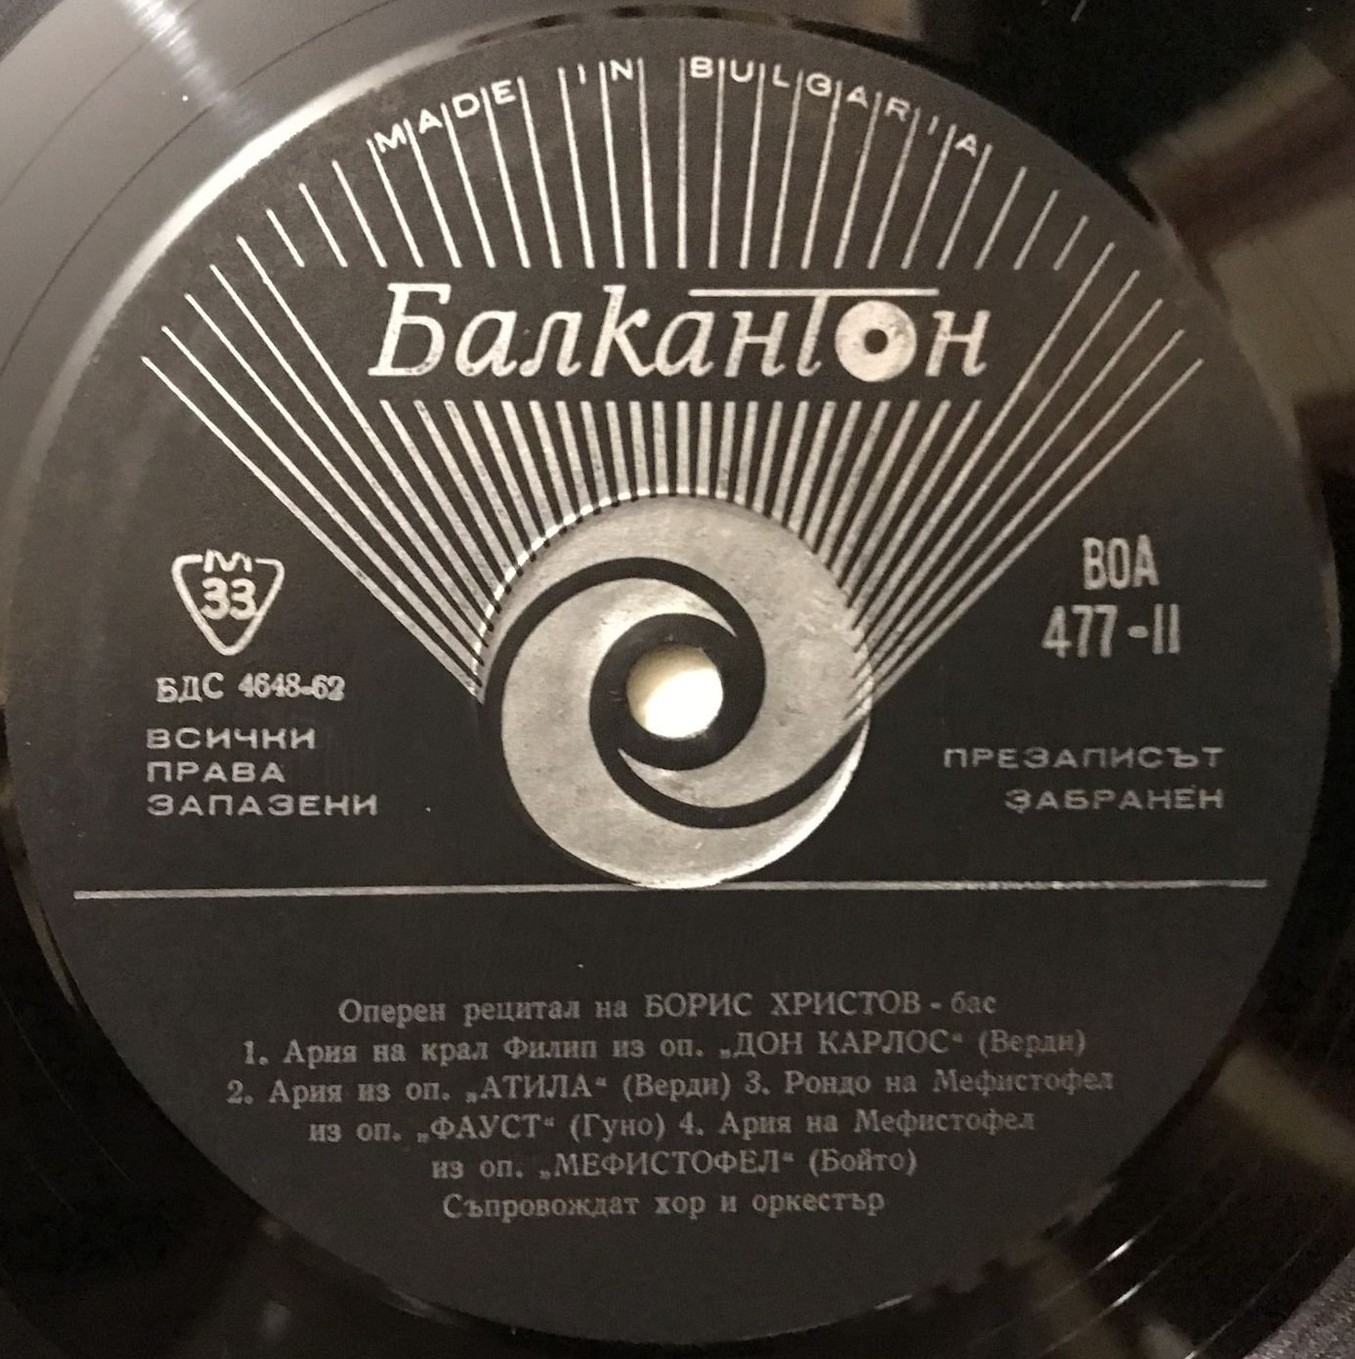 MADE IN BULGARIA
Балкантон
М
33
БДС 4648-62
ВСИЧКИ
ПРАВА
ЗАПАЗЕНИ
ВОА
477-II
ПРЕЗАПИСЪТ
ЗАБРАНЕН
Оперен рецитал на БОРИС ХРИСТОВ - бас
1. Ария на крал Филип из оп. „ДОН КАРЛОС“ (Верди)
2. Ария из оп. „АТИЛА“ (Верди) 3. Рондо на Мефистофел
из оп. „ФАУСТ“ (Гуно) 4. Ария на Мефистофел
из оп. „МЕФИСТОФЕЛ“ (Бойто)
Съпровождат хор и оркестър